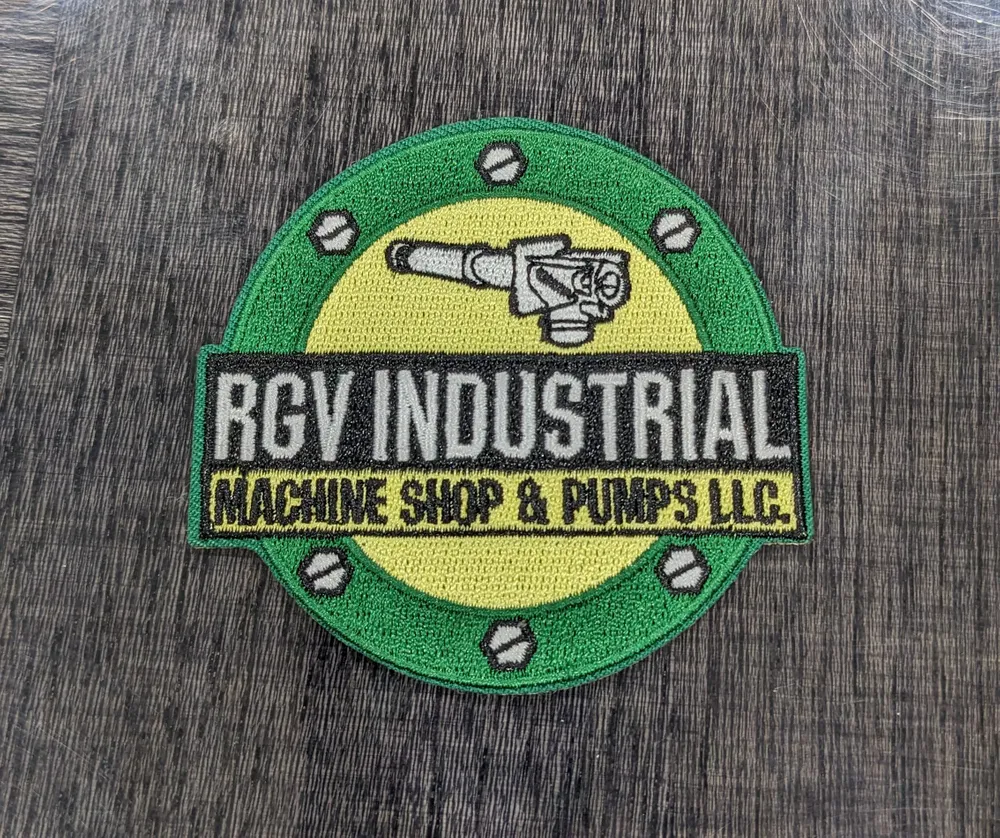 RGV INDUSTRIAL
MACHINE SHOP & PUMPS LLC.